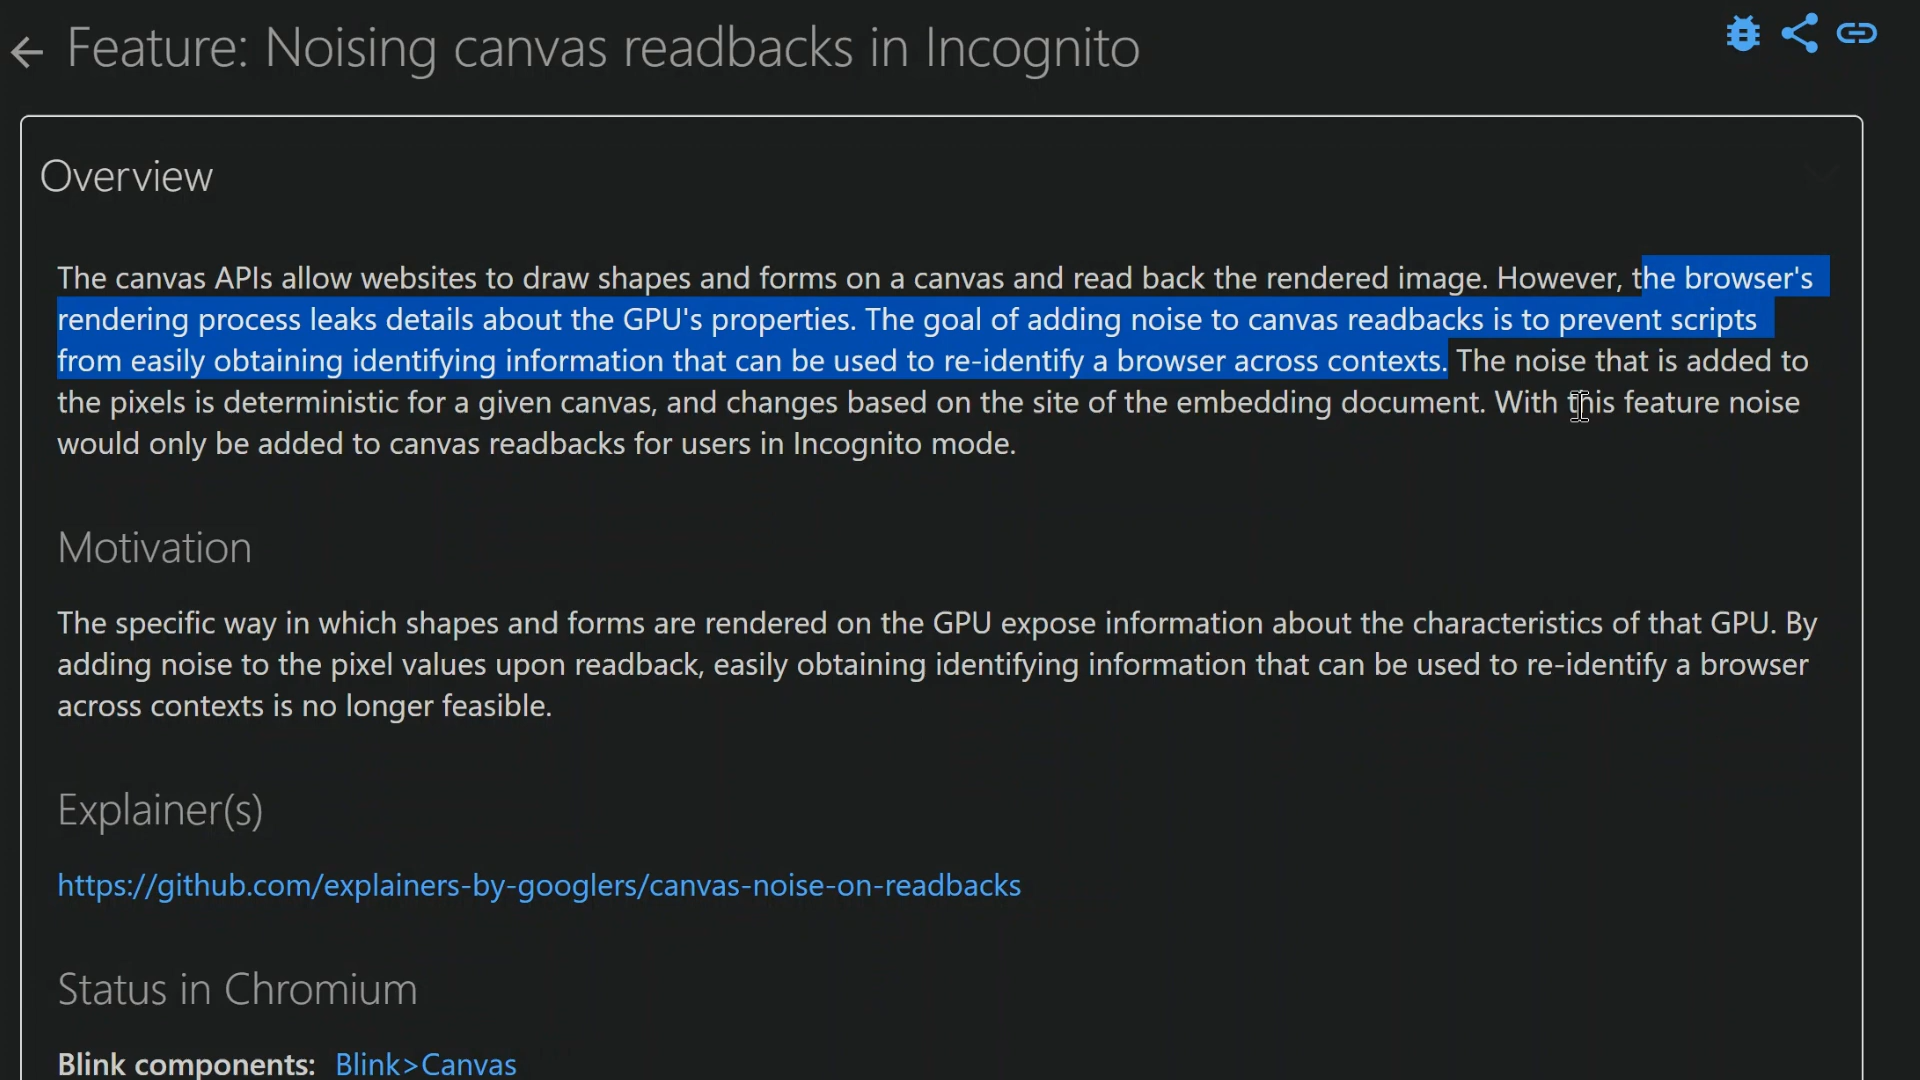 Feature: Noising canvas readbacks in Incognito
Overview
The canvas APIs allow websites to draw shapes and forms on a canvas and read back the rendered image. However, the browser's
rendering process leaks details about the GPU's properties. The goal of adding noise to canvas readbacks is to prevent scripts
from easily obtaining identifying information that can be used to re-identify a browser across contexts. The noise that is added to
the pixels is deterministic for a given canvas, and changes based on the site of the embedding document. With this feature noise
would only be added to canvas readbacks for users in Incognito mode.
Motivation
The specific way in which shapes and forms are rendered on the GPU expose information about the characteristics of that GPU. By
adding noise to the pixel values upon readback, easily obtaining identifying information that can be used to re-identify a browser
across contexts is no longer feasible.
Explainer(s)
https://github.com/explainers-by-googlers/canvas-noise-on-readbacks
Status in Chromium
Blink components: Blink>Canvas